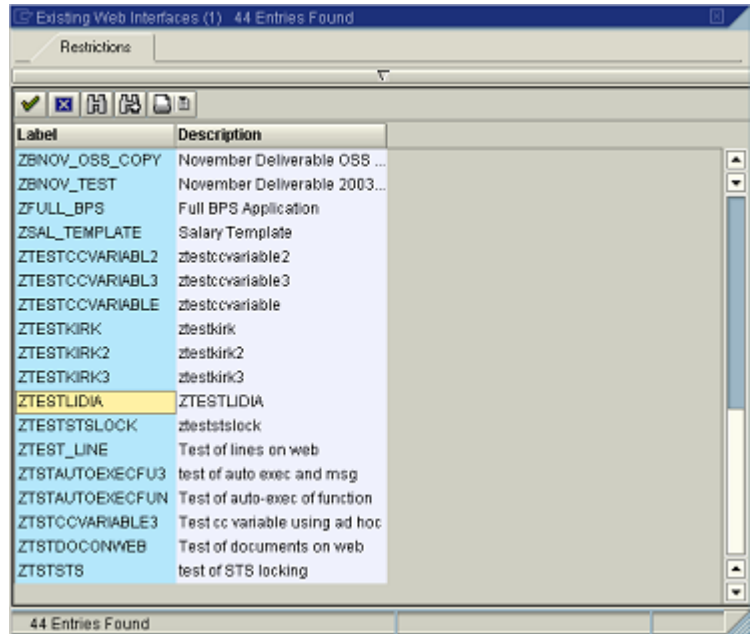 Existing Web Interfaces (1) 44 Entries Found
Restrictions
Label Description
ZBNOV_OSS_COPY November Deliverable OSS ...
ZBNOV_TEST November Deliverable 2003...
ZFULL_BPS Full BPS Application
ZSAL_TEMPLATE Salary Template
ZTESTCCVARIABL2 ztestccvariable2
ZTESTCCVARIABL3 ztestccvariable3
ZTESTCCVARIABLE ztestccvariable
ZTESTKIRK ztestkirk
ZTESTKIRK2 ztestkirk2
ZTESTKIRK3 ztestkirk3
ZTESTLIDIA ZTESTLIDIA
ZTESTSTSLOCK zteststslock
ZTEST_LINE Test of lines on web
ZTSTAUTOEXECFU3 test of auto exec and msg
ZTSTAUTOEXECFUN Test of auto-exec of function
ZTSTCCVARIABLE3 Test cc variable using ad hoc
ZTSTDOCONWEB Test of documents on web
ZTSTSTS test of STS locking
44 Entries Found